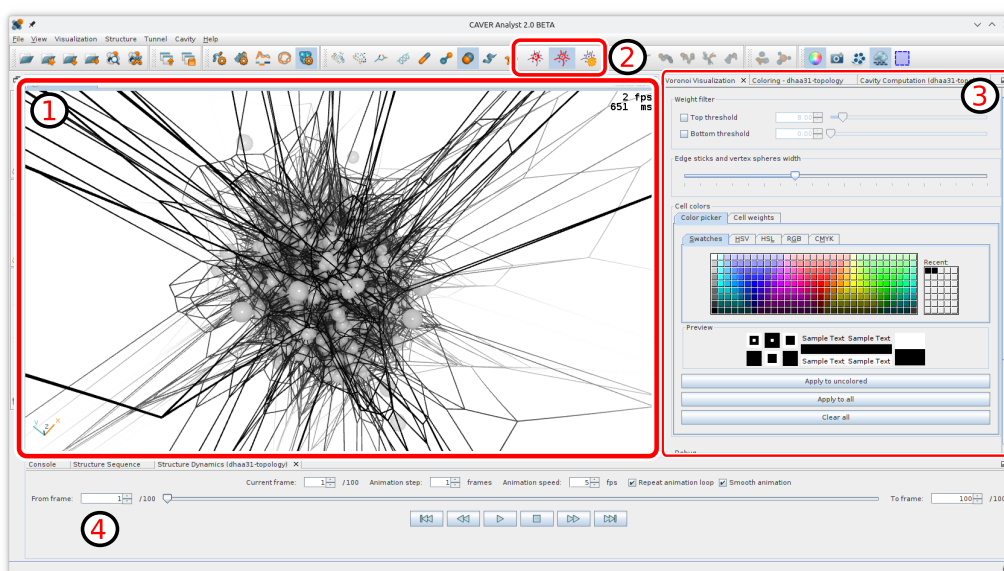 CAVER Analyst 2.0 BETA
File View Visualization Structure Tunnel Cavity Help
2
1
2 fps
651 ms
Voronoi Visualization Coloring - dhaa31-topology Cavity Computation (dhaa31-top
3
Weight filter
Top threshold 8.00
Bottom threshold 0.00
Edge sticks and vertex spheres width
Cell colors
Color picker Cell weights
Swatches HSV HSL RGB CMYK
Recent:
Preview
Sample Text Sample Text
Sample Text Sample Text
Apply to uncolored
Apply to all
Clear all
Debug
y z x
Console Structure Sequence Structure Dynamics (dhaa31-topology)
Current frame: 1 /100 Animation step: 1 frames Animation speed: 5 fps Repeat animation loop Smooth animation
From frame: 1 /100 To frame: 100 /100
4